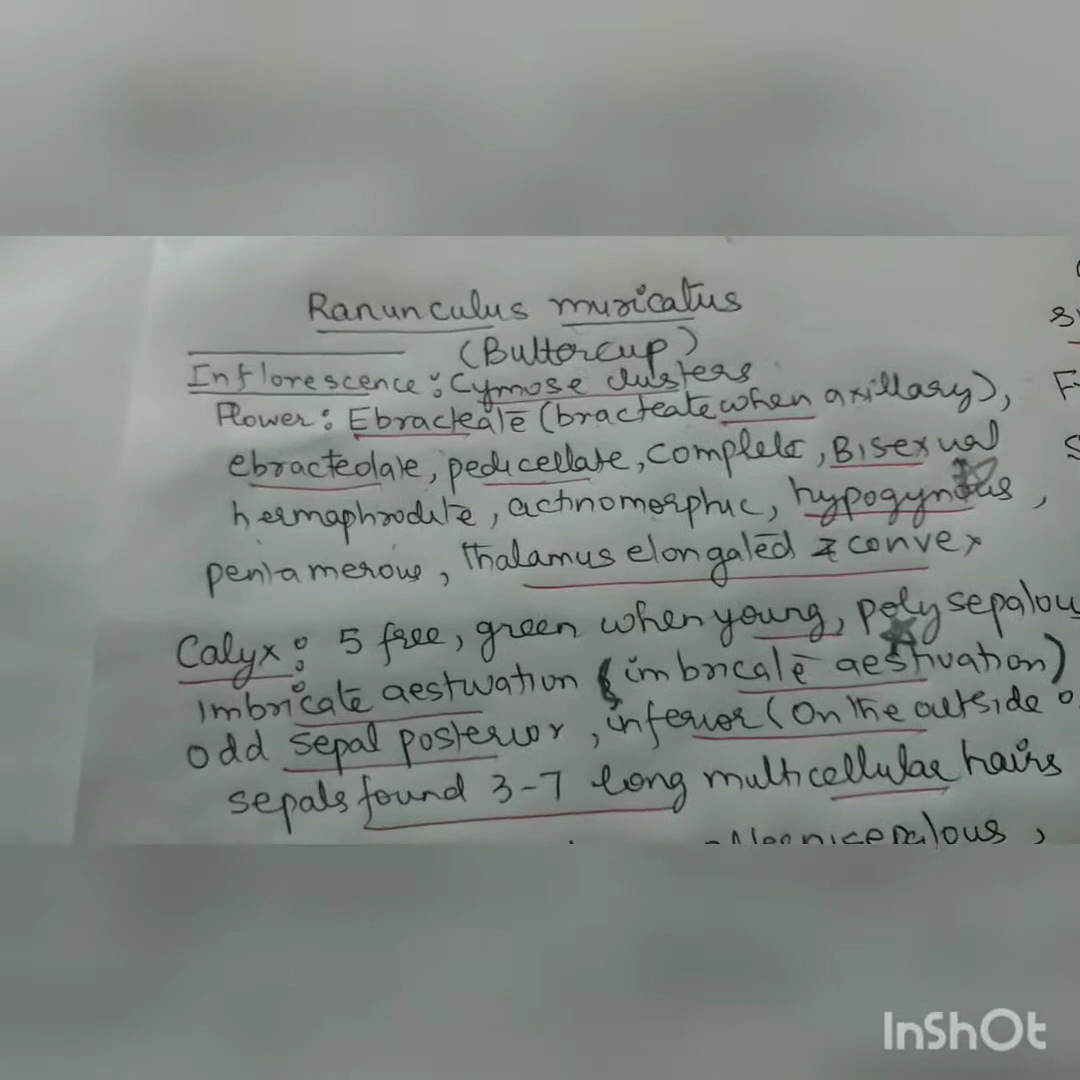 Ranunculus muricatus
(Buttercup)
Inflorescence: Cymose clusters
Flower: Ebracteate (bracteate when axillary),
ebracteolate, pedicellate, complete, Bisexual
hermaphrodite, actinomorphic, hypogynous,
pentamerous, thalamus elongated & convex
Calyx: 5 free, green when young, polysepalou
imbricate aestivation (imbricate aestivation)
odd sepal posterior, inferior (On the outside o
sepals found 3-7 long multicellular hairs
InShOt